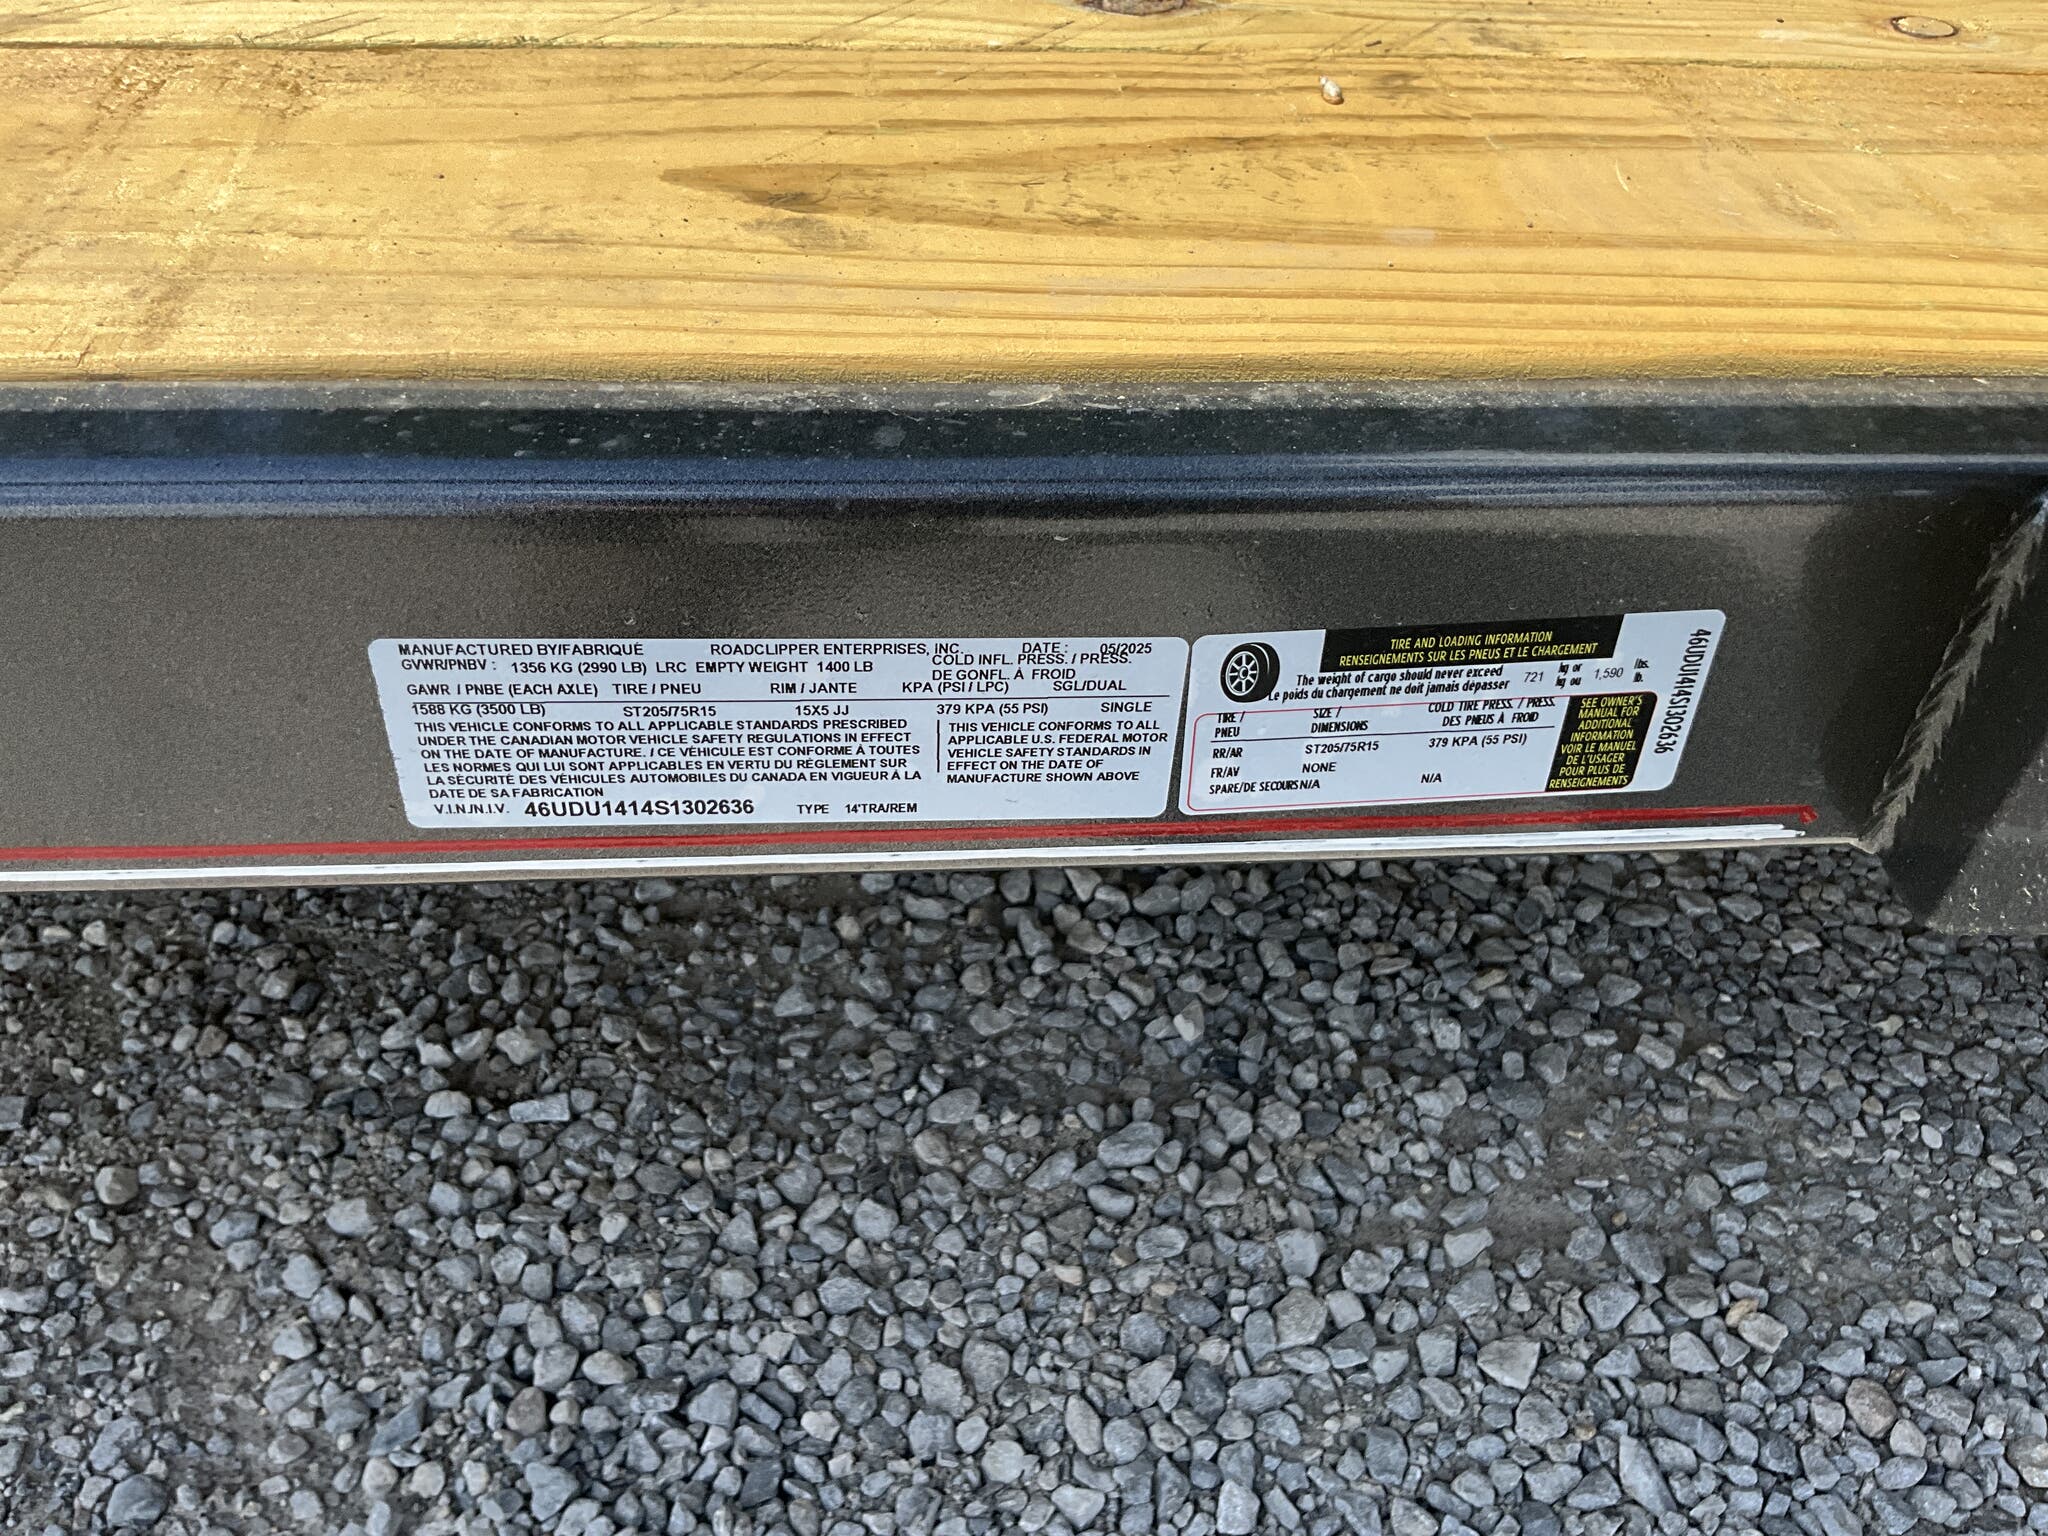 MANUFACTURED BY/FABRIQUÉ ROADCLIPPER ENTERPRISES, INC. DATE : 05/2025
GVWR/PNBV : 1356 KG (2990 LB) LRC EMPTY WEIGHT 1400 LB
COLD INFL. PRESS. / PRESS.
DE GONFL. À FROID
GAWR / PNBE (EACH AXLE) TIRE / PNEU RIM / JANTE KPA (PSI / LPC) SGL/DUAL
1588 KG (3500 LB) ST205/75R15 15X5 JJ 379 KPA (55 PSI) SINGLE
THIS VEHICLE CONFORMS TO ALL APPLICABLE STANDARDS PRESCRIBED
UNDER THE CANADIAN MOTOR VEHICLE SAFETY REGULATIONS IN EFFECT
ON THE DATE OF MANUFACTURE. / CE VÉHICULE EST CONFORME À TOUTES
LES NORMES QUI LUI SONT APPLICABLES EN VERTU DU RÈGLEMENT SUR
LA SÉCURITÉ DES VÉHICULES AUTOMOBILES DU CANADA EN VIGUEUR À LA
DATE DE SA FABRICATION
THIS VEHICLE CONFORMS TO ALL
APPLICABLE U.S. FEDERAL MOTOR
VEHICLE SAFETY STANDARDS IN
EFFECT ON THE DATE OF
MANUFACTURE SHOWN ABOVE
V.I.N./N.I.V. 46UDU1414S1302636 TYPE 14'TRA/REM
TIRE AND LOADING INFORMATION
RENSEIGNEMENTS SUR LES PNEUS ET LE CHARGEMENT
The weight of cargo should never exceed
Le poids du chargement ne doit jamais dépasser
721 kg or 1,590 lbs.
kg ou lb.
TIRE / SIZE / COLD TIRE PRESS. / PRESS.
PNEU DIMENSIONS DES PNEUS À FROID
RR/AR ST205/75R15 379 KPA (55 PSI)
FR/AV NONE
SPARE/DE SECOURS N/A N/A
SEE OWNER'S
MANUAL FOR
ADDITIONAL
INFORMATION
VOIR LE MANUEL
DE L'USAGER
POUR PLUS DE
RENSEIGNEMENTS
46UDU1414S1302636